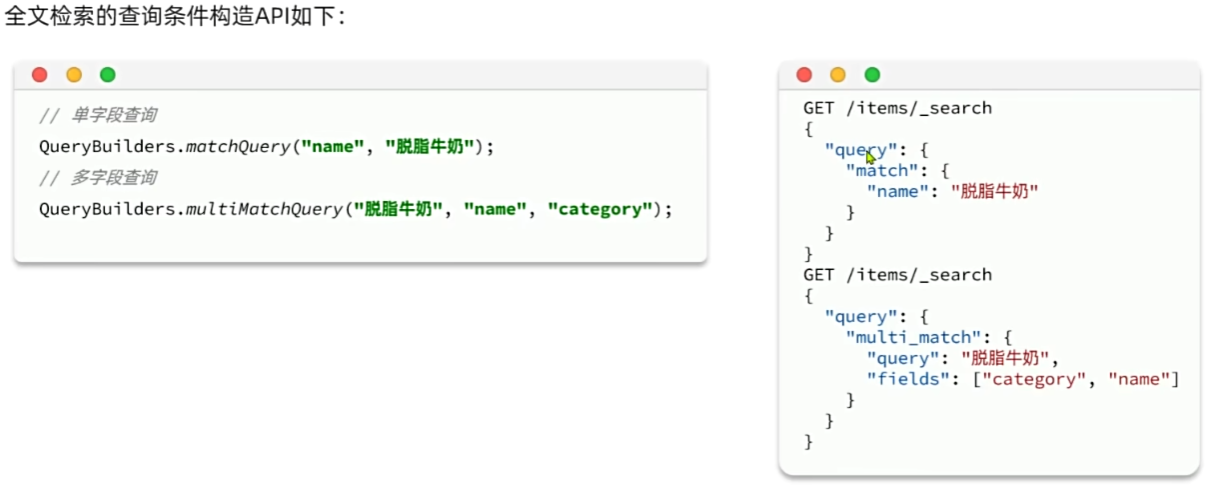 全文检索的查询条件构造API如下：
// 单字段查询
QueryBuilders.matchQuery("name", "脱脂牛奶");
// 多字段查询
QueryBuilders.multiMatchQuery("脱脂牛奶", "name", "category");
GET /items/_search
{
  "query": {
    "match": {
      "name": "脱脂牛奶"
    }
  }
}
GET /items/_search
{
  "query": {
    "multi_match": {
      "query": "脱脂牛奶",
      "fields": ["category", "name"]
    }
  }
}